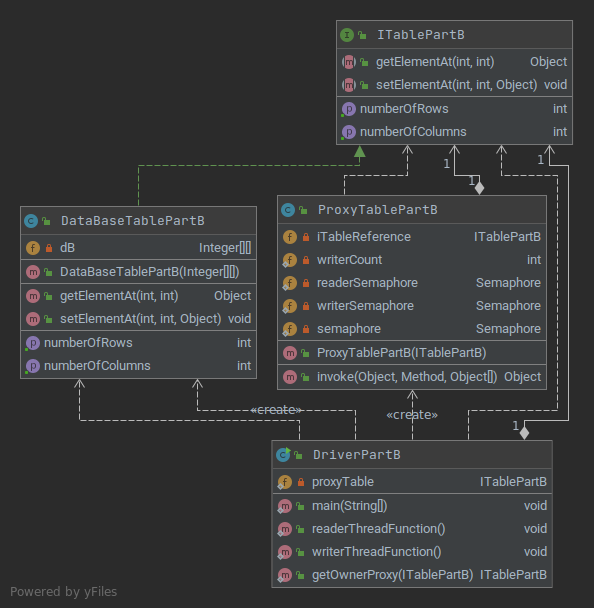 I ITablePartB
m getElementAt(int, int) Object
m setElementAt(int, int, Object) void
p numberOfRows int
p numberOfColumns int
1
1
1
C DataBaseTablePartB
f dB Integer[][]
m DataBaseTablePartB(Integer[][])
m getElementAt(int, int) Object
m setElementAt(int, int, Object) void
p numberOfRows int
p numberOfColumns int
C ProxyTablePartB
f iTableReference ITablePartB
f writerCount int
f readerSemaphore Semaphore
f writerSemaphore Semaphore
f semaphore Semaphore
m ProxyTablePartB(ITablePartB)
m invoke(Object, Method, Object[]) Object
«create»
«create»
1
C DriverPartB
f proxyTable ITablePartB
m main(String[]) void
m readerThreadFunction() void
m writerThreadFunction() void
m getOwnerProxy(ITablePartB) ITablePartB
Powered by yFiles